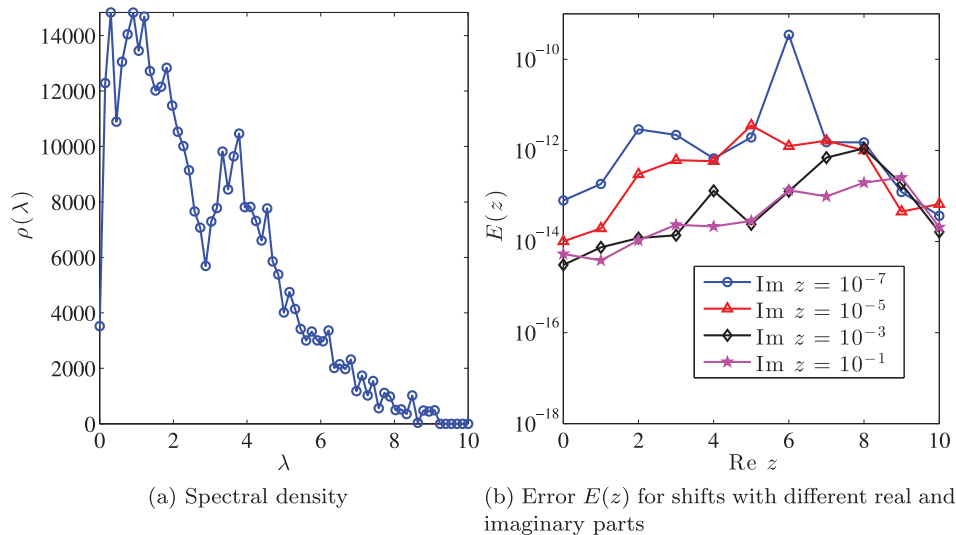 14000
12000
10000
8000
6000
4000
2000
0
ρ(λ)
0 2 4 6 8 10
λ
(a) Spectral density
10⁻¹⁰
10⁻¹²
10⁻¹⁴
10⁻¹⁶
10⁻¹⁸
E(z)
Im z = 10⁻⁷
Im z = 10⁻⁵
Im z = 10⁻³
Im z = 10⁻¹
0 2 4 6 8 10
Re z
(b) Error E(z) for shifts with different real and
imaginary parts